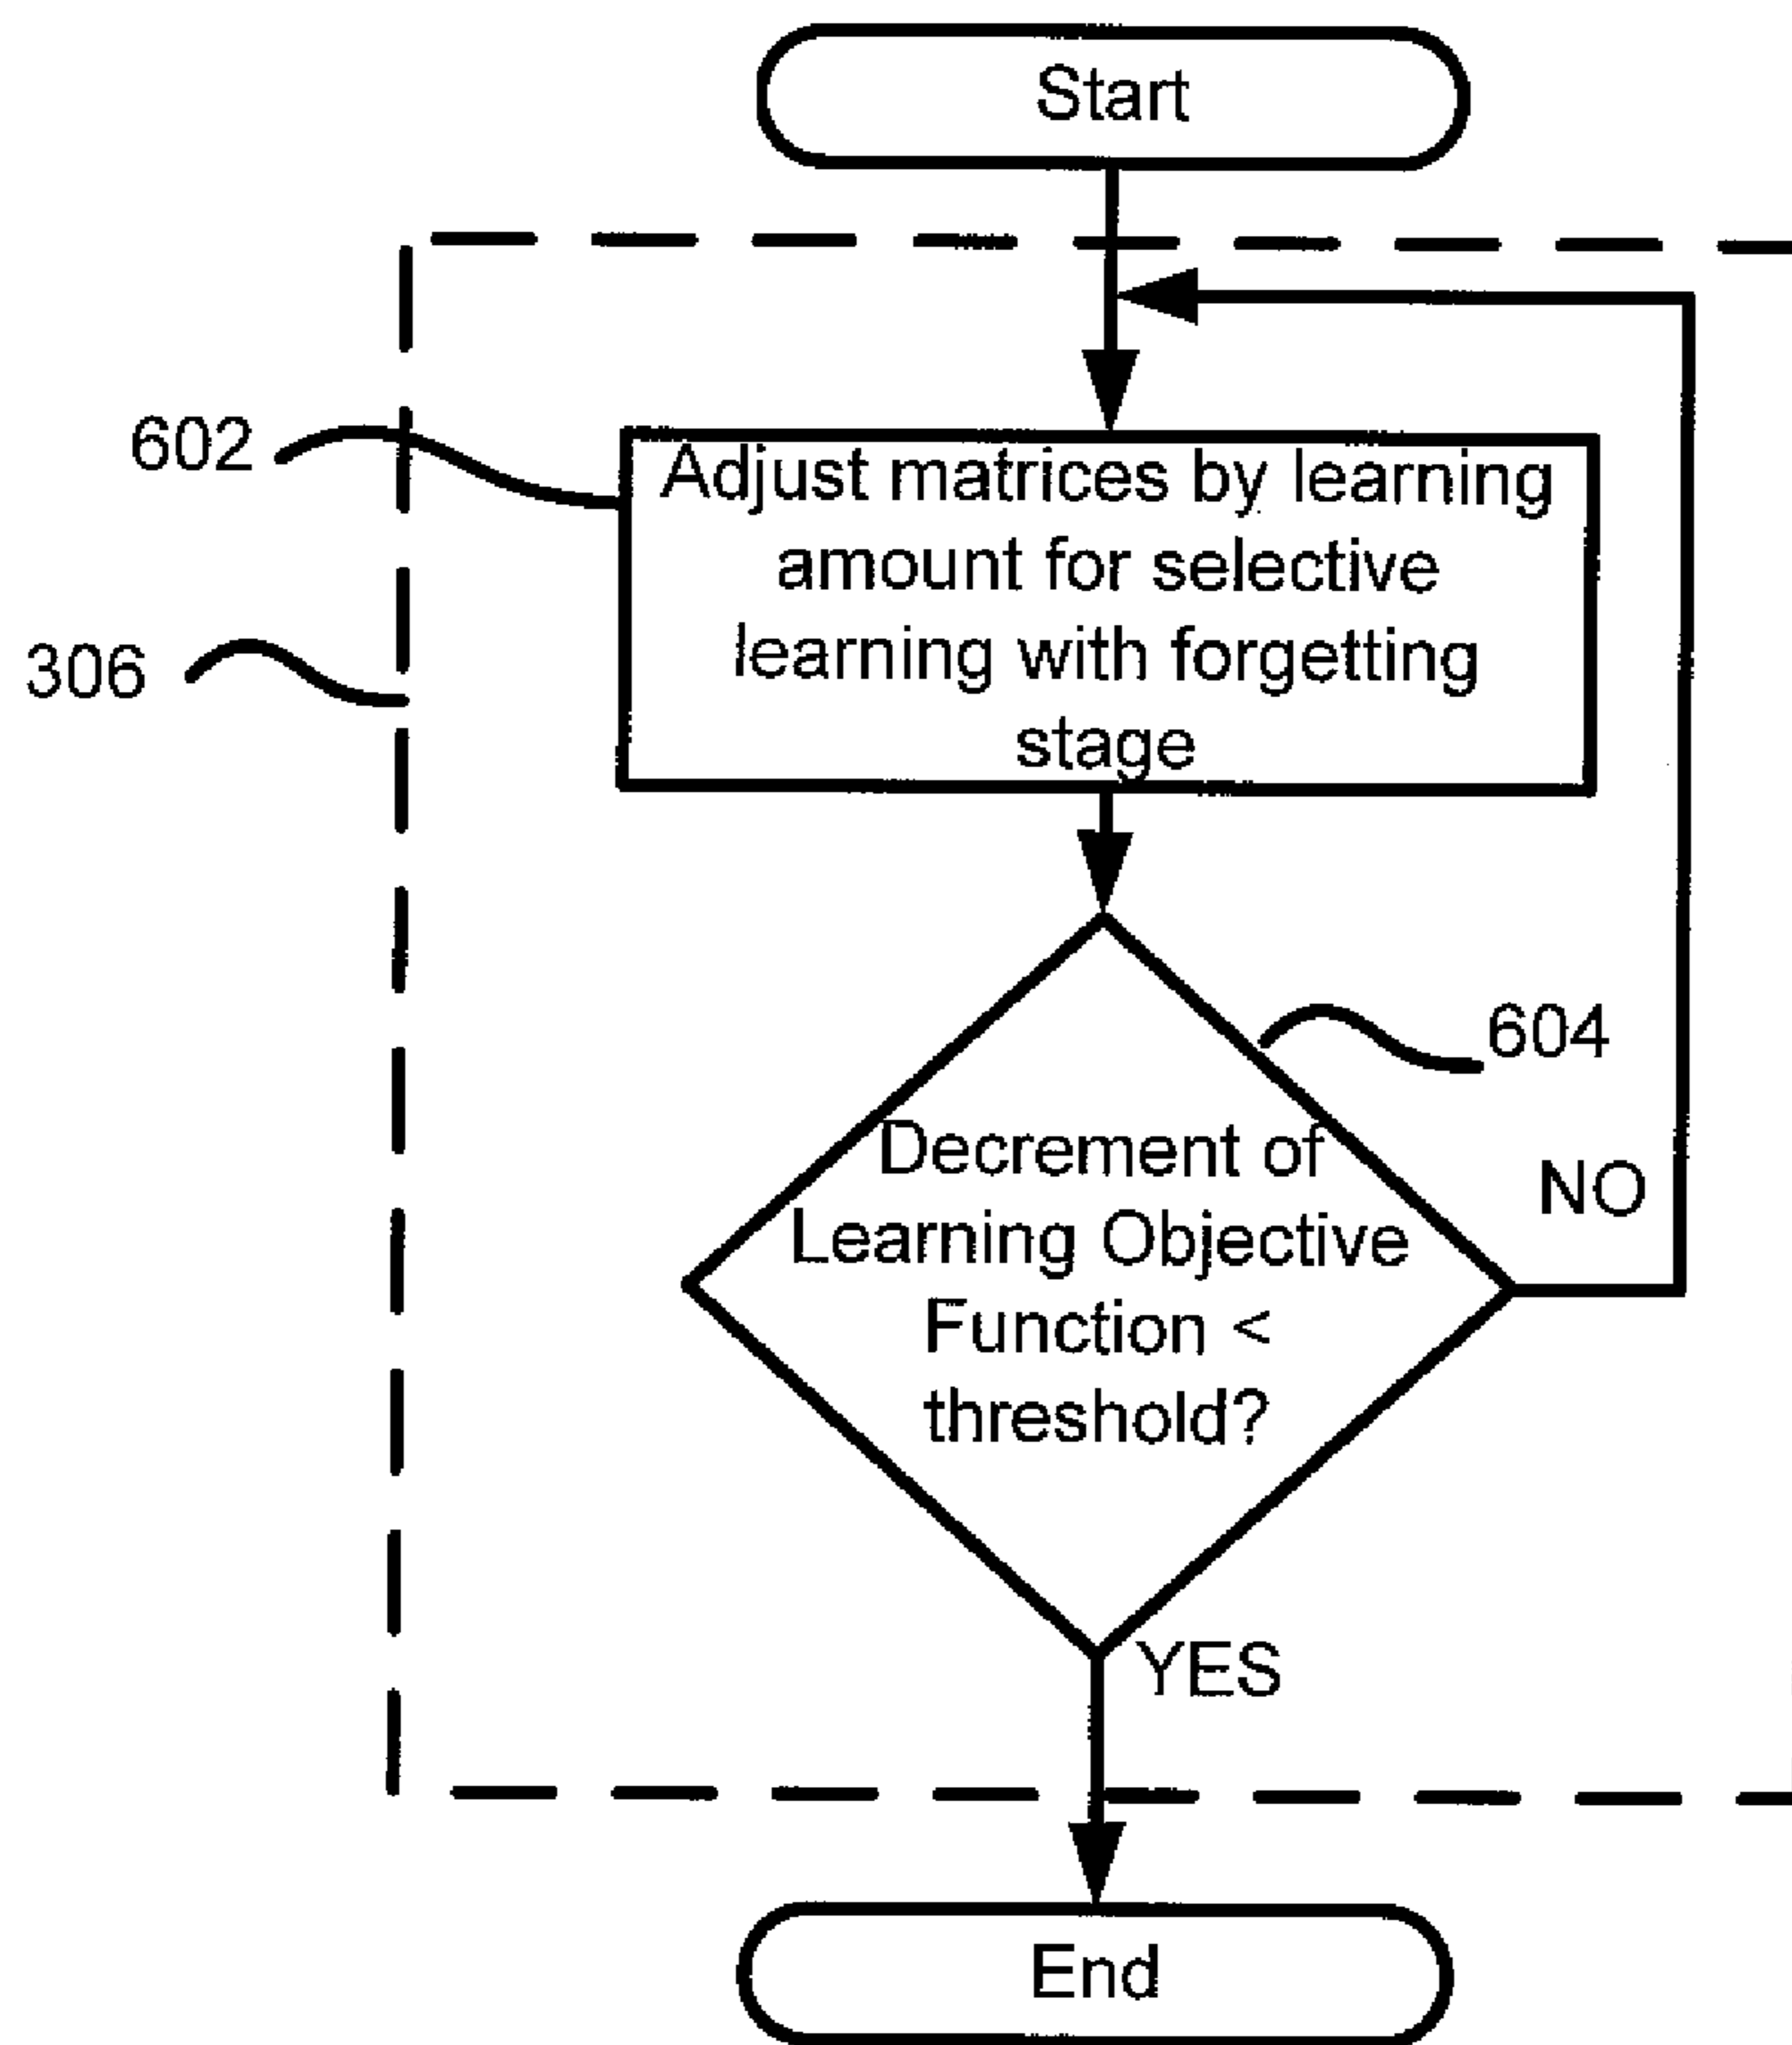 Start
602
Adjust matrices by learning
amount for selective
learning with forgetting
stage
306
604
Decrement of
Learning Objective
Function <
threshold?
NO
YES
End